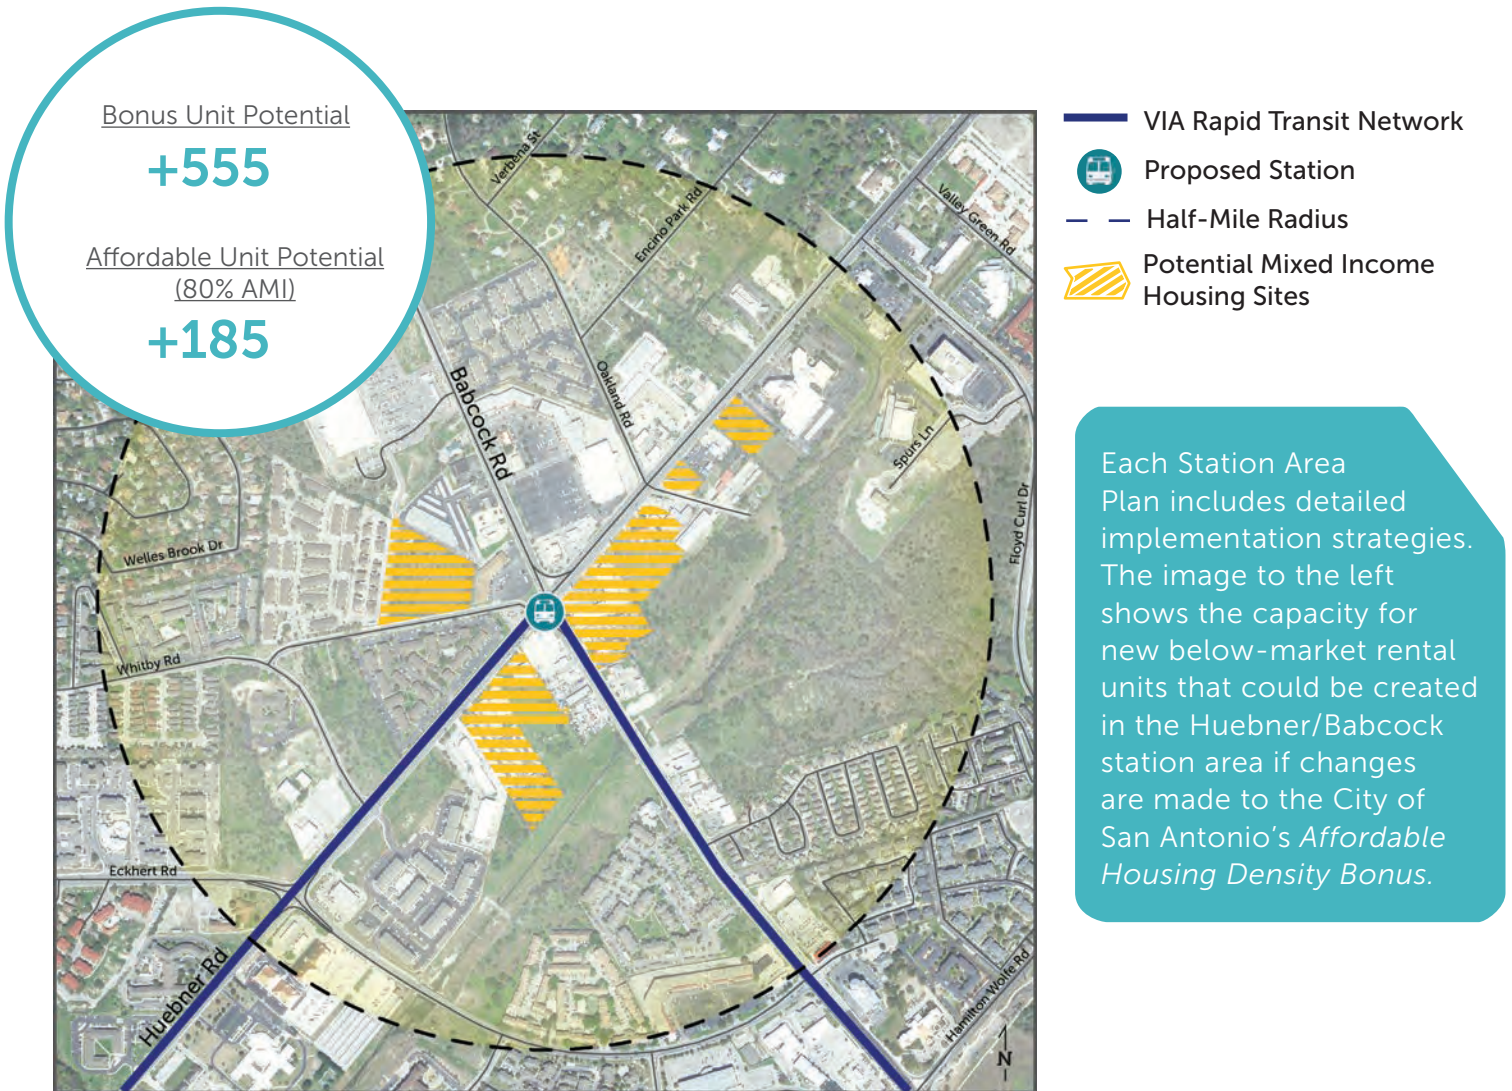 Bonus Unit Potential
+555
Affordable Unit Potential
(80% AMI)
+185
VIA Rapid Transit Network
Proposed Station
Half-Mile Radius
Potential Mixed Income
Housing Sites
Verbena St
Encino Park Rd
Valley Green Rd
Babcock Rd
Oakland Rd
Spurs Ln
Floyd Curl Dr
Welles Brook Dr
Whitby Rd
Eckhert Rd
Huebner Rd
Hamilton Wolfe Rd
N
Each Station Area
Plan includes detailed
implementation strategies.
The image to the left
shows the capacity for
new below-market rental
units that could be created
in the Huebner/Babcock
station area if changes
are made to the City of
San Antonio’s Affordable
Housing Density Bonus.